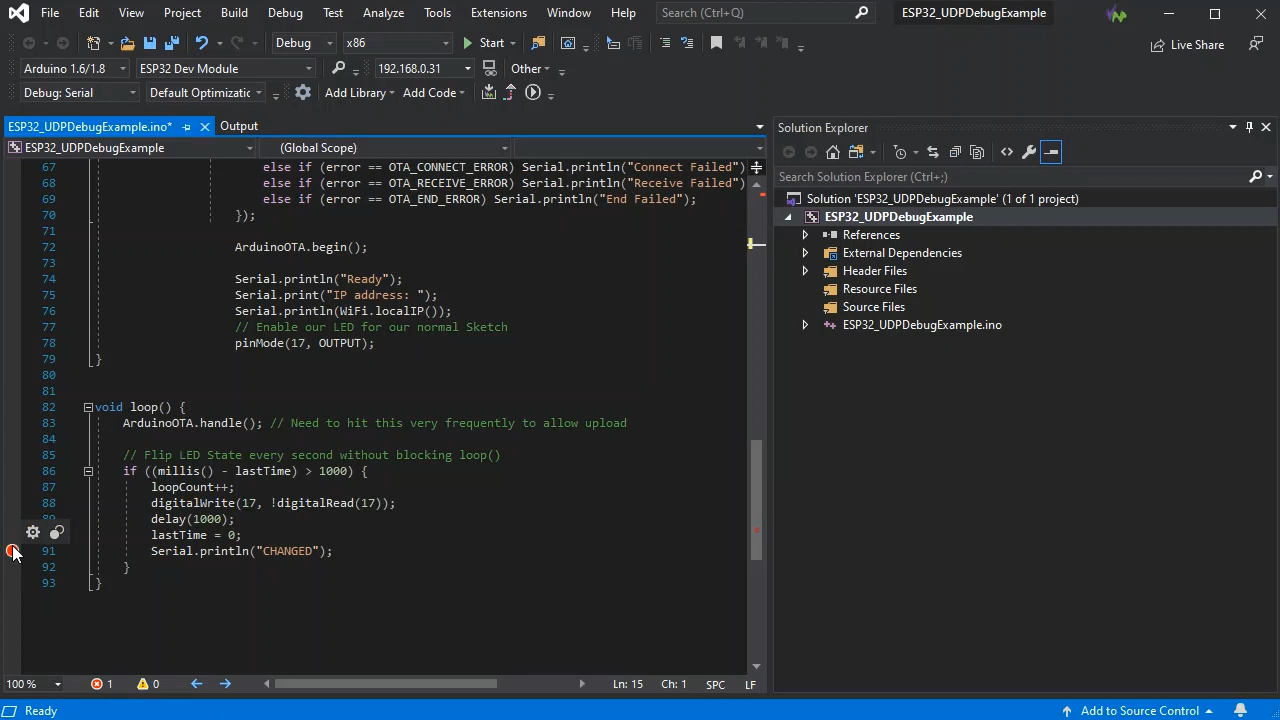 File Edit View Project Build Debug Test Analyze Tools Extensions Window Help Search (Ctrl+Q) ESP32_UDPDebugExample
Debug x86 Start Live Share
Arduino 1.6/1.8 ESP32 Dev Module 192.168.0.31 Other
Debug: Serial Default Optimizatic Add Library Add Code
ESP32_UDPDebugExample.ino* Output
ESP32_UDPDebugExample (Global Scope)
67 else if (error == OTA_CONNECT_ERROR) Serial.println("Connect Failed")
68 else if (error == OTA_RECEIVE_ERROR) Serial.println("Receive Failed")
69 else if (error == OTA_END_ERROR) Serial.println("End Failed");
70 });
71
72 ArduinoOTA.begin();
73
74 Serial.println("Ready");
75 Serial.print("IP address: ");
76 Serial.println(WiFi.localIP());
77 // Enable our LED for our normal Sketch
78 pinMode(17, OUTPUT);
79 }
80
81
82 void loop() {
83 ArduinoOTA.handle(); // Need to hit this very frequently to allow upload
84
85 // Flip LED State every second without blocking loop()
86 if ((millis() - lastTime) > 1000) {
87 loopCount++;
88 digitalWrite(17, !digitalRead(17));
89 delay(1000);
lastTime = 0;
91 Serial.println("CHANGED");
92 }
93 }
100 % 1 0 Ln: 15 Ch: 1 SPC LF
Solution Explorer
Search Solution Explorer (Ctrl+;)
Solution 'ESP32_UDPDebugExample' (1 of 1 project)
ESP32_UDPDebugExample
References
External Dependencies
Header Files
Resource Files
Source Files
ESP32_UDPDebugExample.ino
Ready Add to Source Control